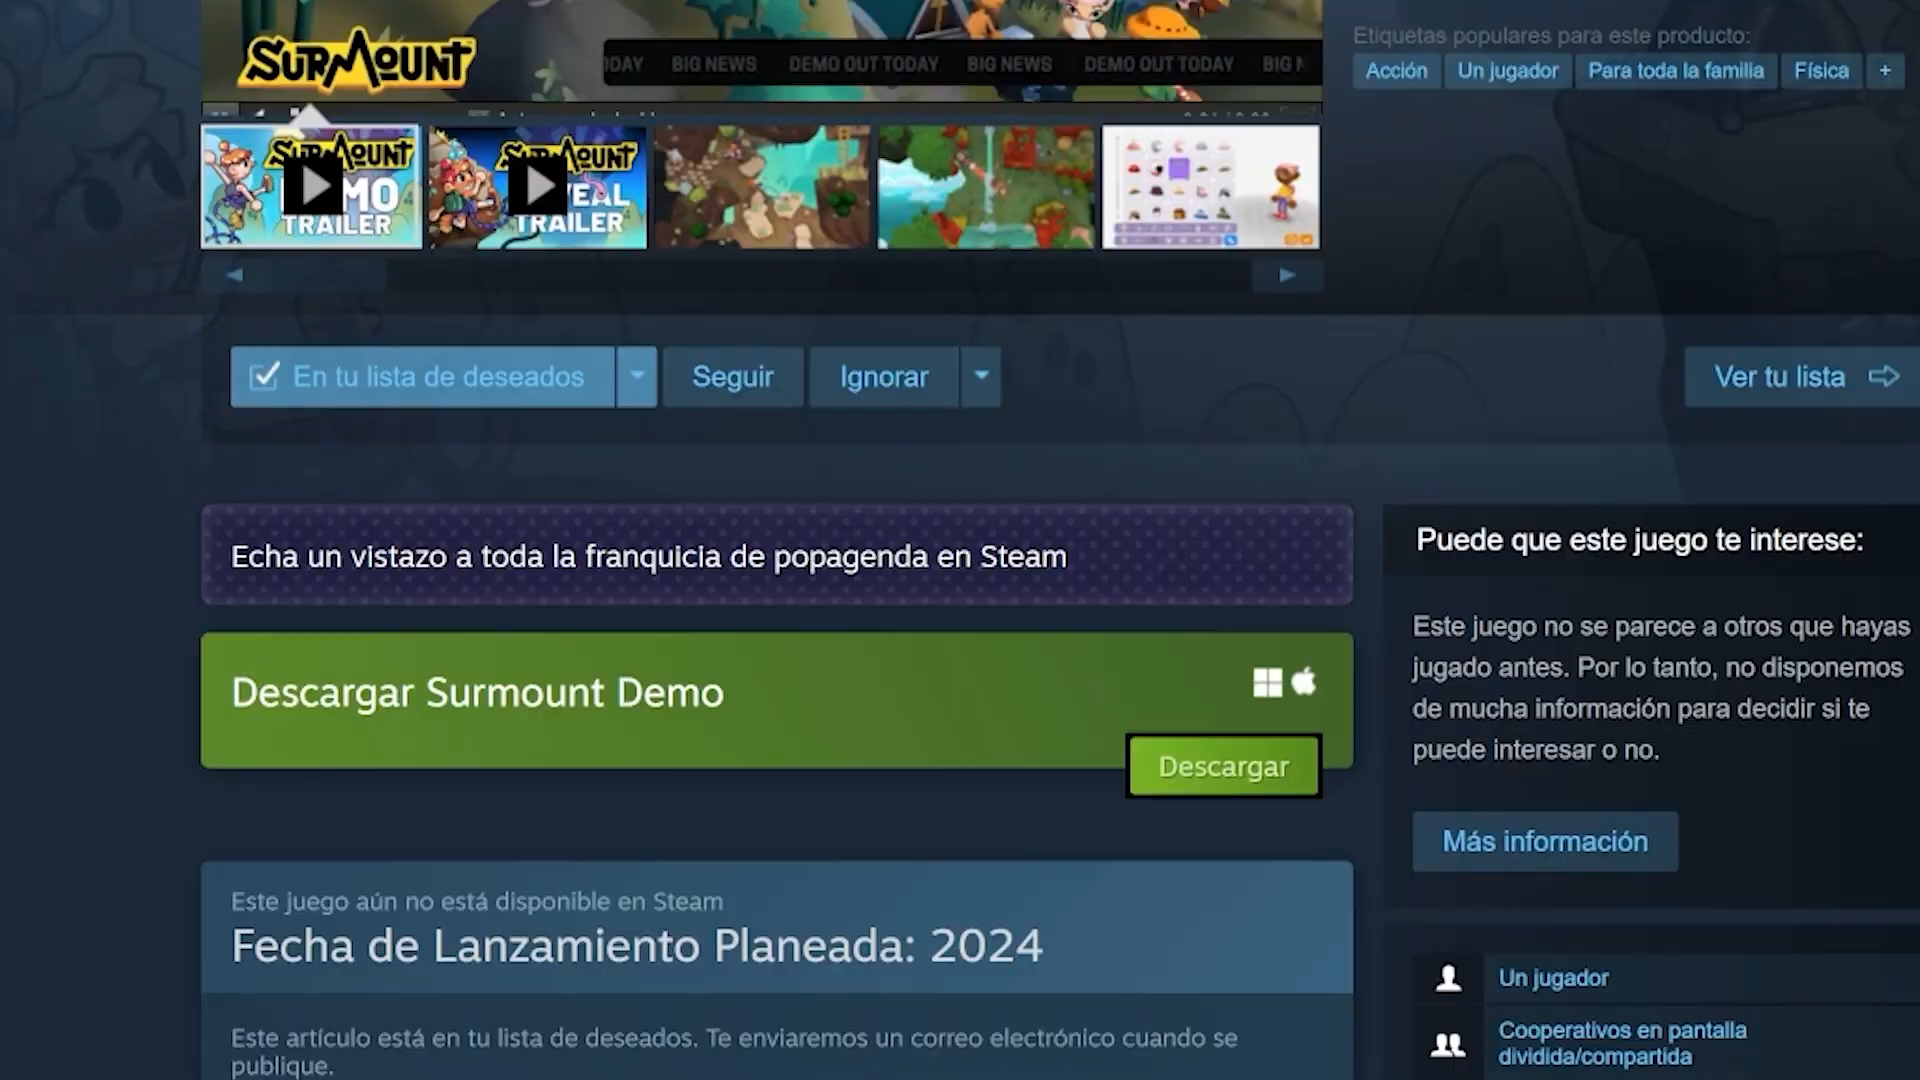 SURMOUNT
DAY BIG NEWS DEMO OUT TODAY BIG NEWS DEMO OUT TODAY BIG N
Etiquetas populares para este producto:
Acción Un jugador Para toda la familia Física +
SURMOUNT
MO
TRAILER
SURMOUNT
VEAL
TRAILER
En tu lista de deseados
Seguir
Ignorar
Ver tu lista
Echa un vistazo a toda la franquicia de popagenda en Steam
Descargar Surmount Demo
Descargar
Este juego aún no está disponible en Steam
Fecha de Lanzamiento Planeada: 2024
Este artículo está en tu lista de deseados. Te enviaremos un correo electrónico cuando se
publique.
Puede que este juego te interese:
Este juego no se parece a otros que hayas
jugado antes. Por lo tanto, no disponemos
de mucha información para decidir si te
puede interesar o no.
Más información
Un jugador
Cooperativos en pantalla
dividida/compartida